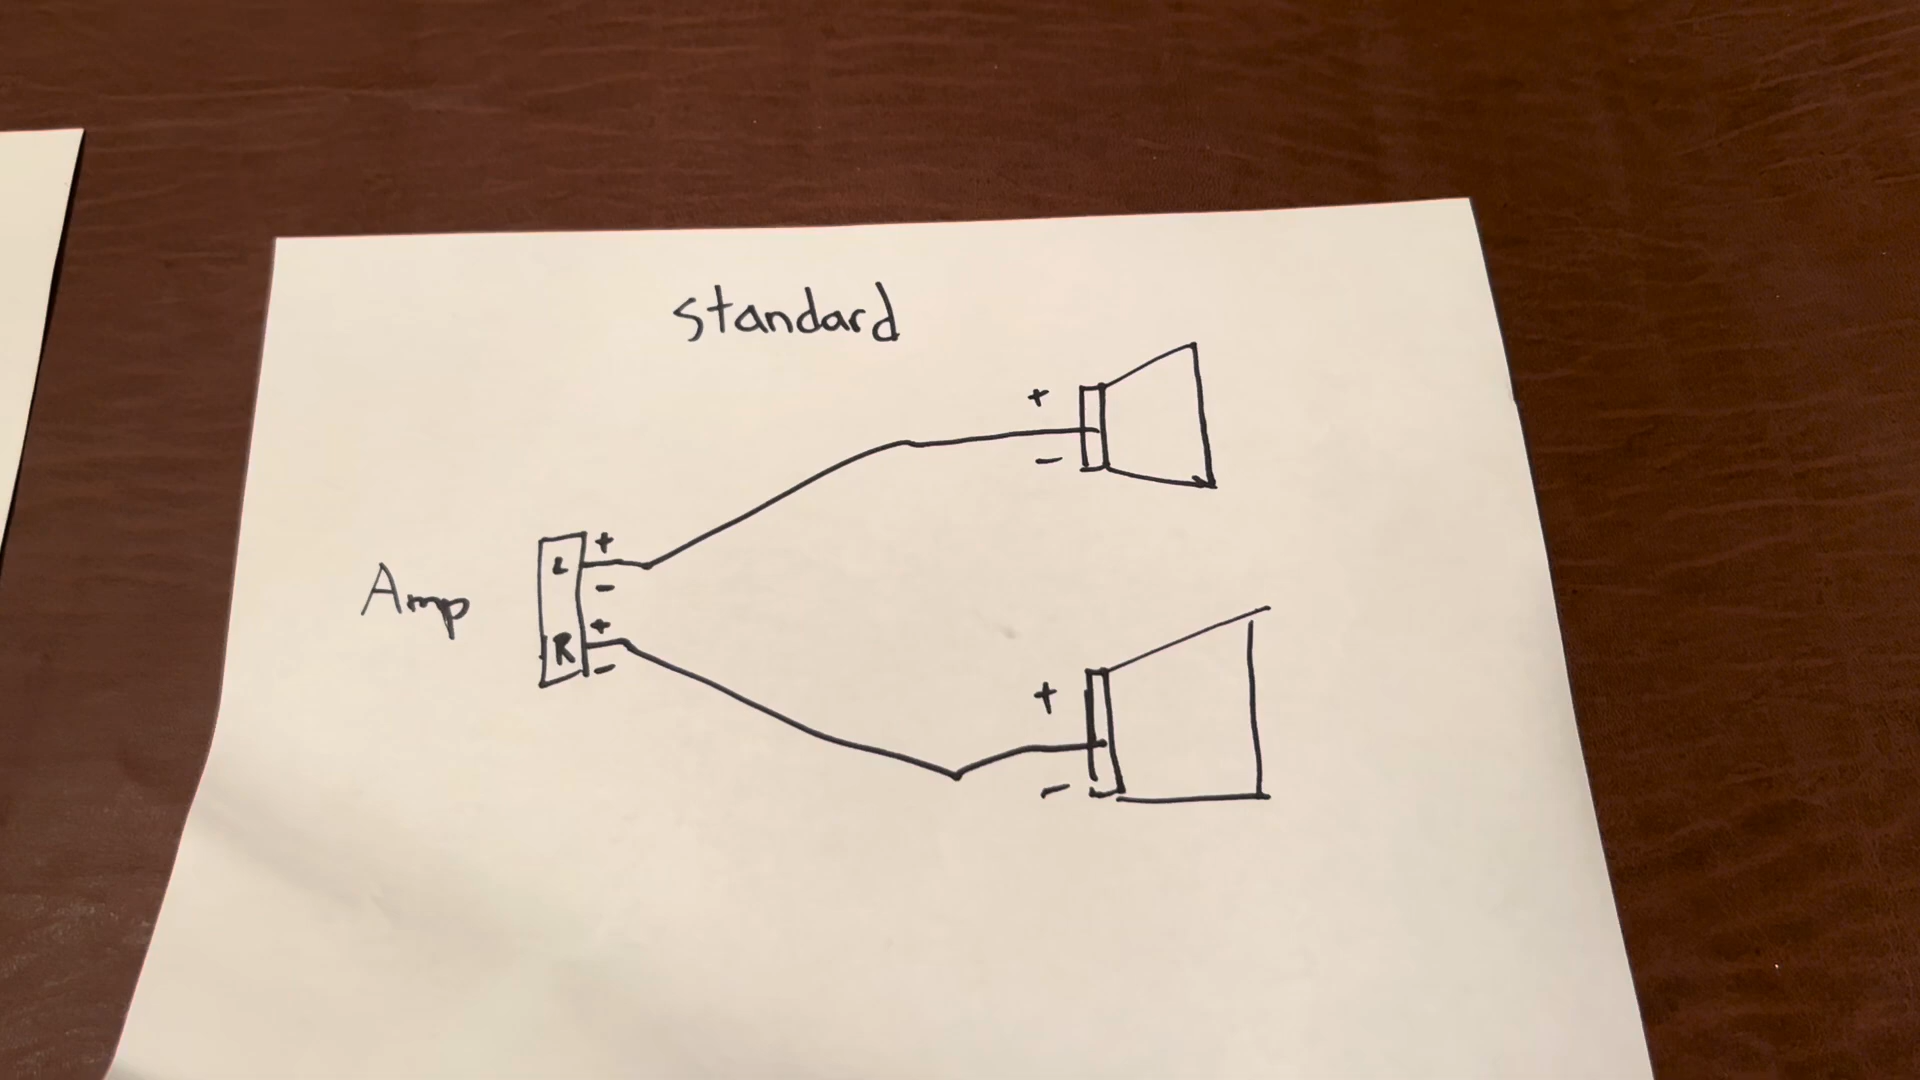 standard
+
-
L +
-
Amp
R +
-
+
-